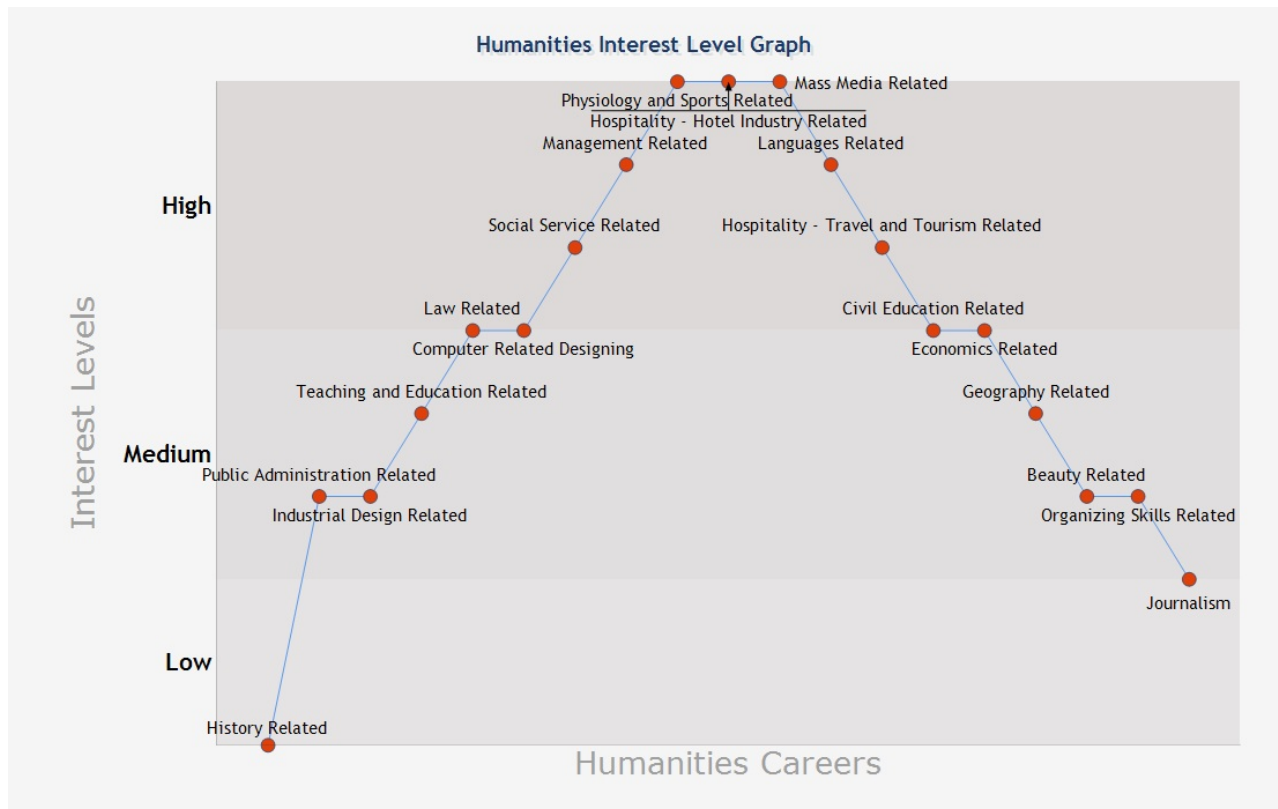 Humanities Interest Level Graph
Mass Media Related
Physiology and Sports Related
Hospitality - Hotel Industry Related
Management Related
Languages Related
High
Social Service Related
Hospitality - Travel and Tourism Related
Law Related
Civil Education Related
Computer Related Designing
Economics Related
Interest Levels
Teaching and Education Related
Geography Related
Medium
Public Administration Related
Beauty Related
Industrial Design Related
Organizing Skills Related
Journalism
Low
History Related
Humanities Careers